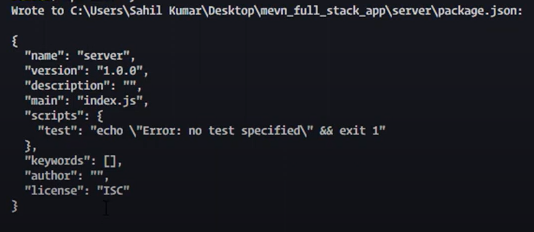 Wrote to C:\Users\Sahil Kumar\Desktop\mevn_full_stack_app\server\package.json:
{
"name": "server",
"version": "1.0.0",
"description": "",
"main": "index.js",
"scripts": {
"test": "echo \"Error: no test specified\" && exit 1"
},
"keywords": [],
"author": "",
"license": "ISC"
}